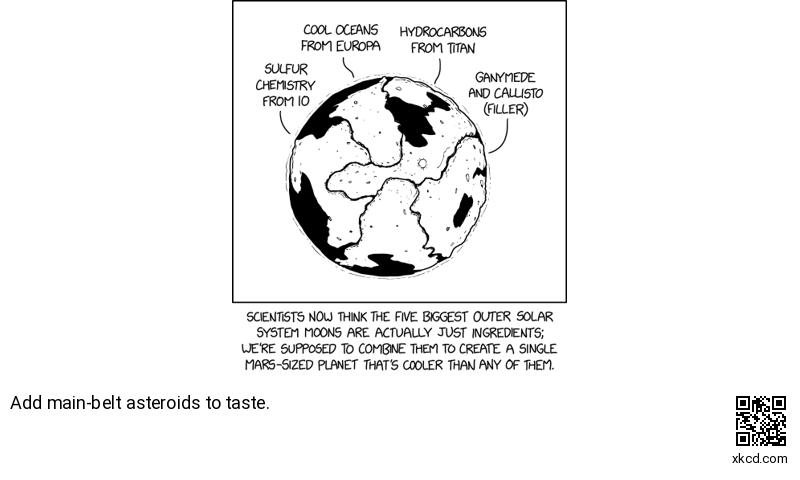 COOL OCEANS
FROM EUROPA
HYDROCARBONS
FROM TITAN
SULFUR
CHEMISTRY
FROM IO
GANYMEDE
AND CALLISTO
(FILLER)
SCIENTISTS NOW THINK THE FIVE BIGGEST OUTER SOLAR
SYSTEM MOONS ARE ACTUALLY JUST INGREDIENTS;
WE'RE SUPPOSED TO COMBINE THEM TO CREATE A SINGLE
MARS-SIZED PLANET THAT'S COOLER THAN ANY OF THEM.
Add main-belt asteroids to taste.
xkcd.com